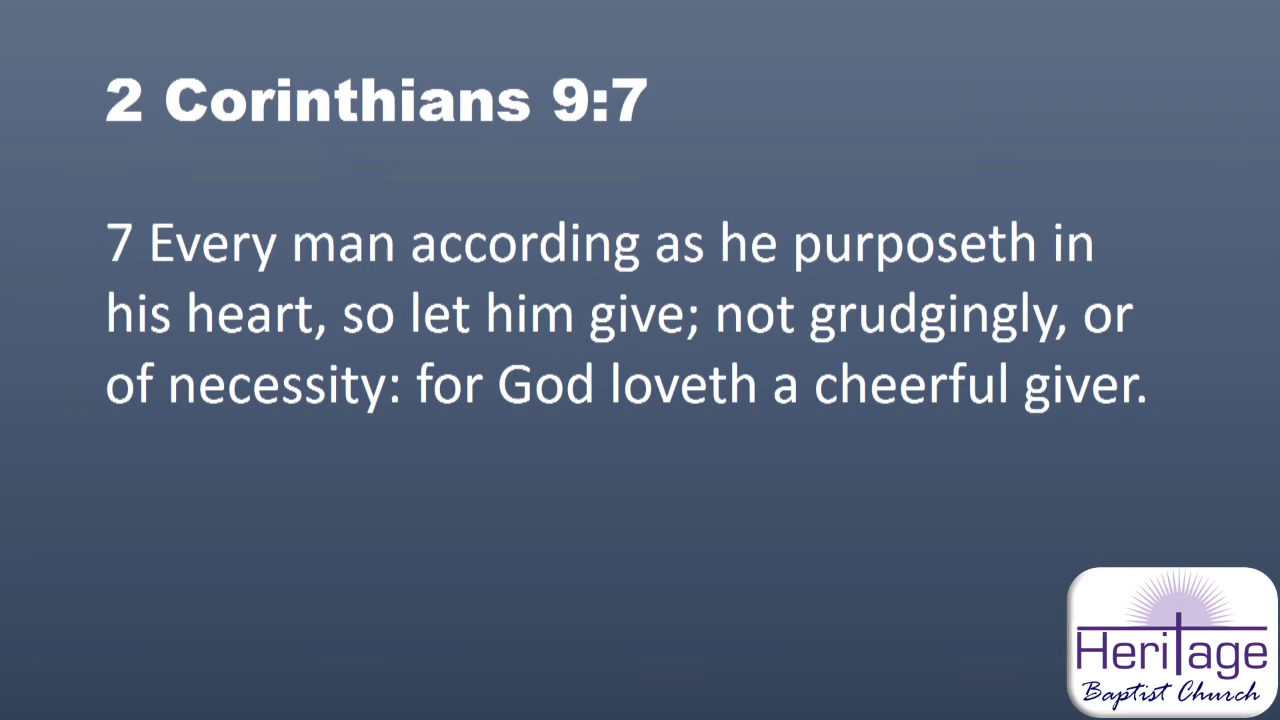 2 Corinthians 9:7
7 Every man according as he purposeth in
his heart, so let him give; not grudgingly, or
of necessity: for God loveth a cheerful giver.
Heritage
Baptist Church